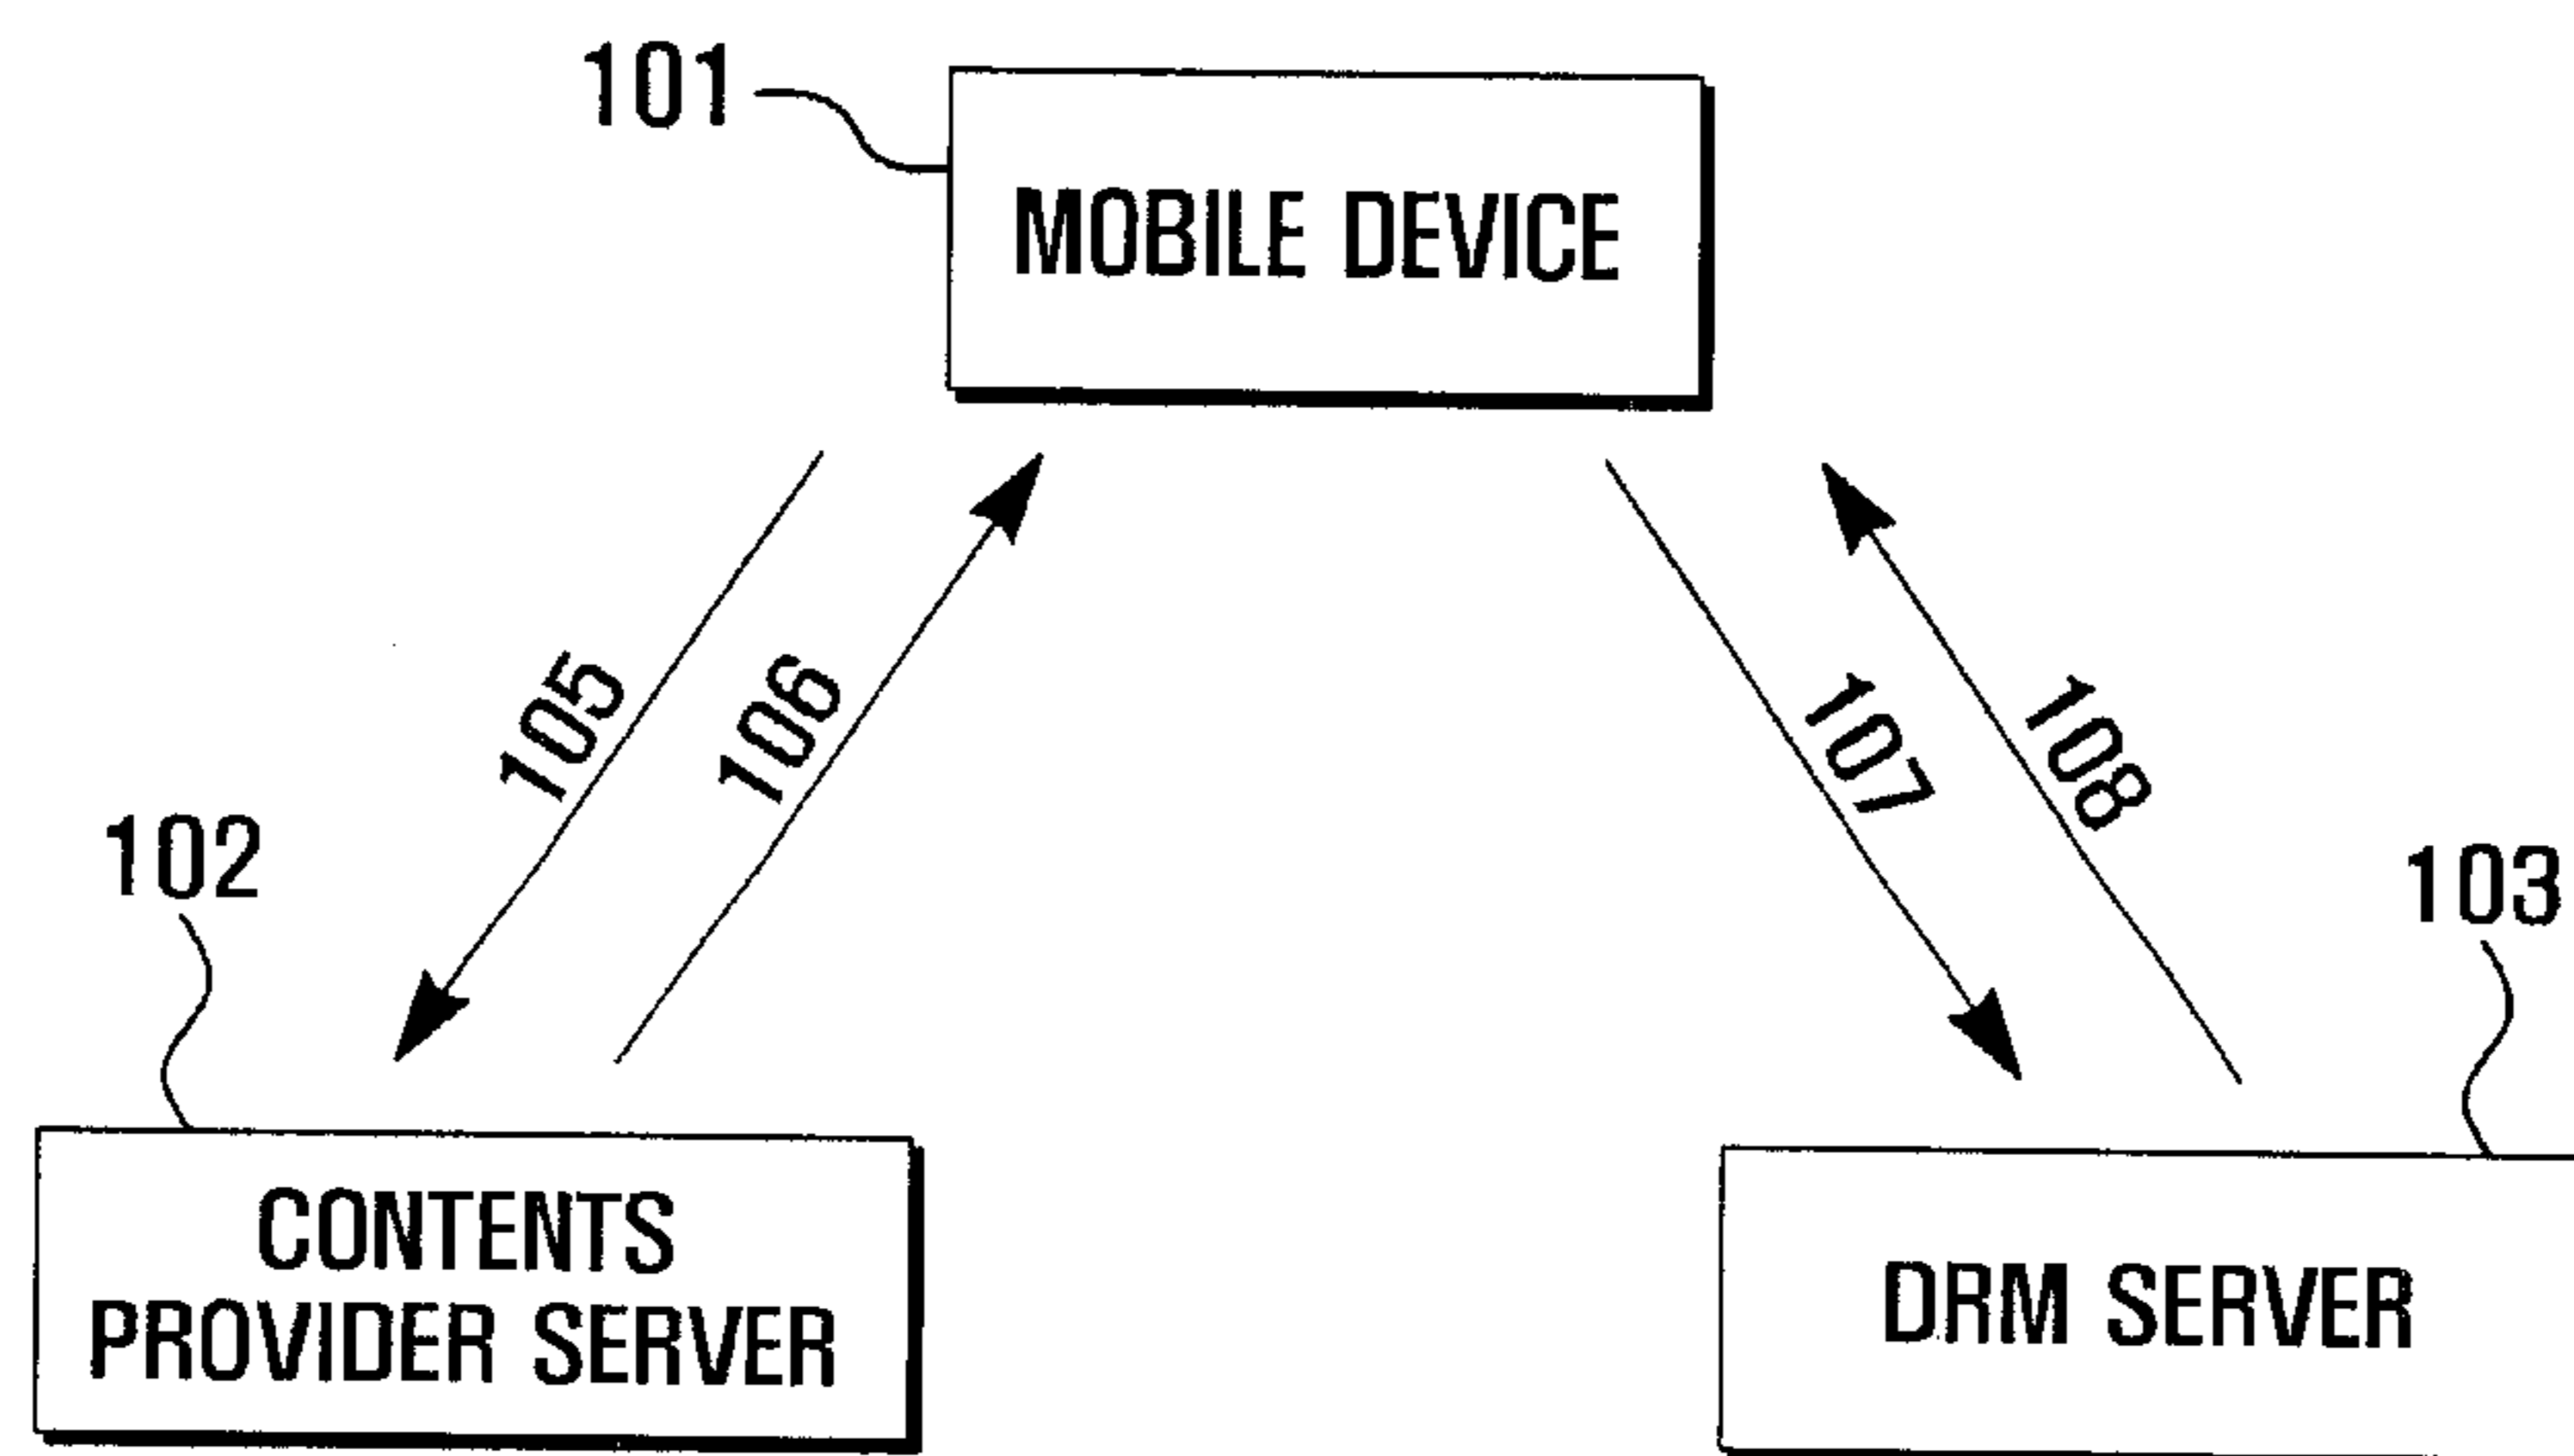 101
MOBILE DEVICE
105
106
107
108
102
103
CONTENTS
PROVIDER SERVER
DRM SERVER